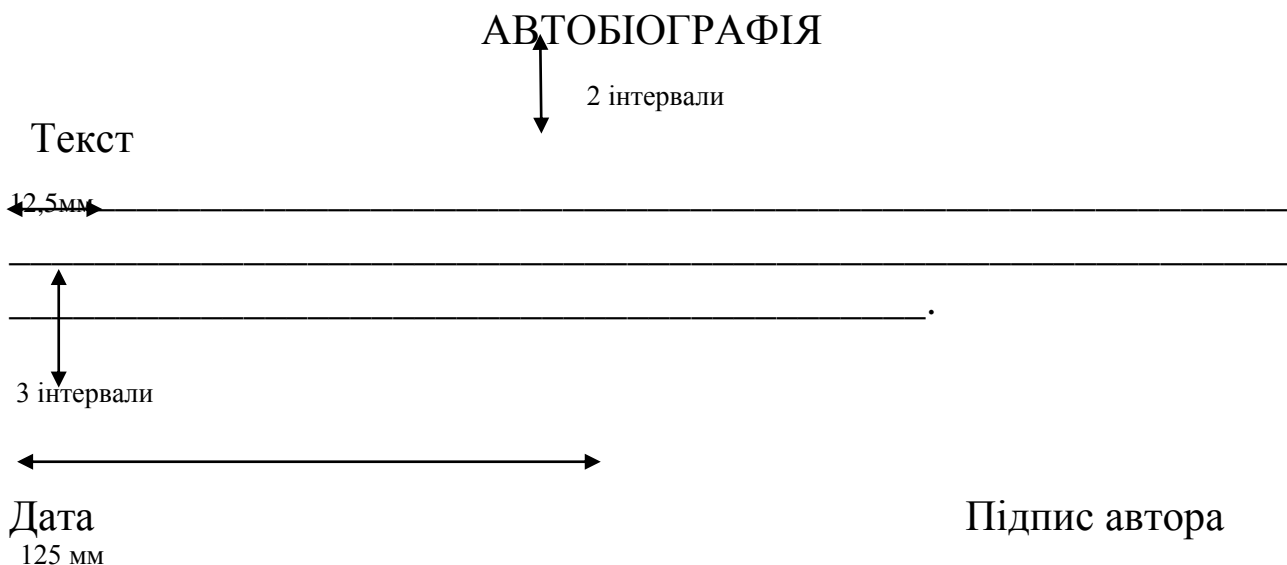 АВТОБІОГРАФІЯ
2 інтервали
Текст
12,5мм
3 інтервали
Дата Підпис автора
125 мм